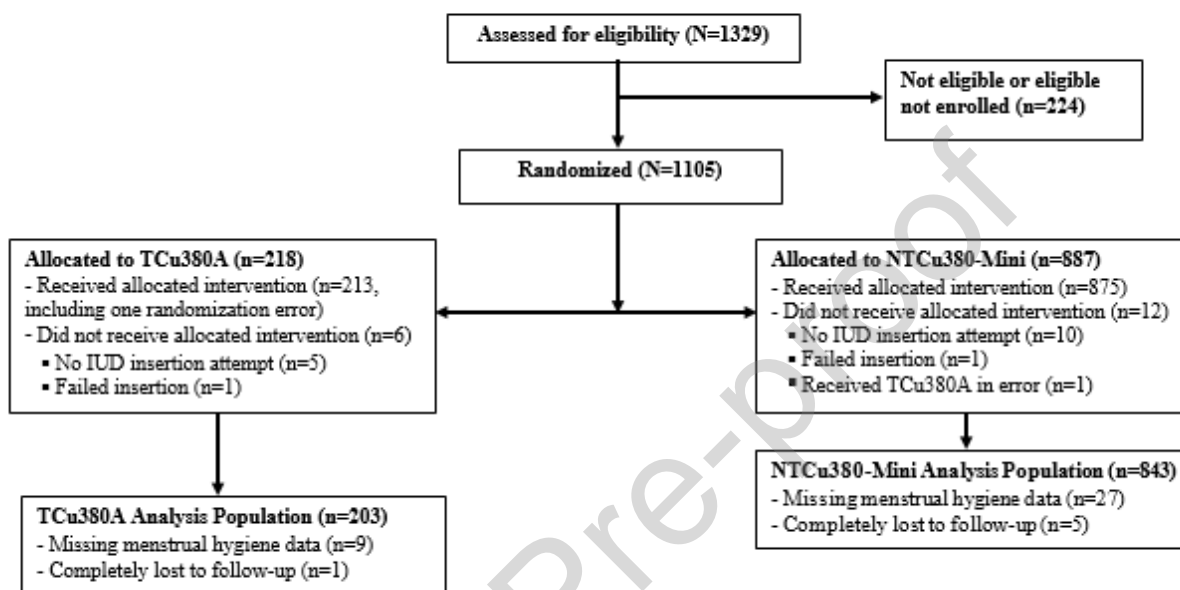 Assessed for eligibility (N=1329)
Not eligible or eligible
not enrolled (n=224)
Randomized (N=1105)
Allocated to TCu380A (n=218)
- Received allocated intervention (n=213,
including one randomization error)
- Did not receive allocated intervention (n=6)
▪ No IUD insertion attempt (n=5)
▪ Failed insertion (n=1)
Allocated to NTCu380-Mini (n=887)
- Received allocated intervention (n=875)
- Did not receive allocated intervention (n=12)
▪ No IUD insertion attempt (n=10)
▪ Failed insertion (n=1)
▪ Received TCu380A in error (n=1)
TCu380A Analysis Population (n=203)
- Missing menstrual hygiene data (n=9)
- Completely lost to follow-up (n=1)
NTCu380-Mini Analysis Population (n=843)
- Missing menstrual hygiene data (n=27)
- Completely lost to follow-up (n=5)
Pre-proof